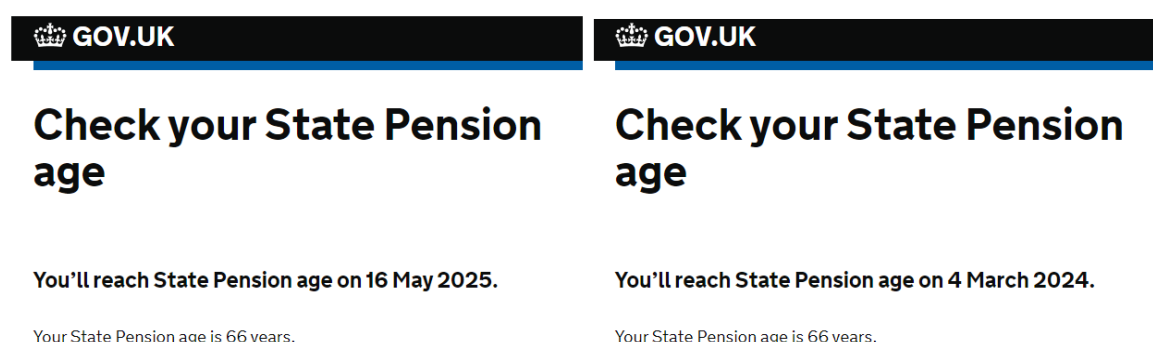 GOV.UK
Check your State Pension
age
You'll reach State Pension age on 16 May 2025.
Your State Pension age is 66 years.
GOV.UK
Check your State Pension
age
You'll reach State Pension age on 4 March 2024.
Your State Pension age is 66 years.